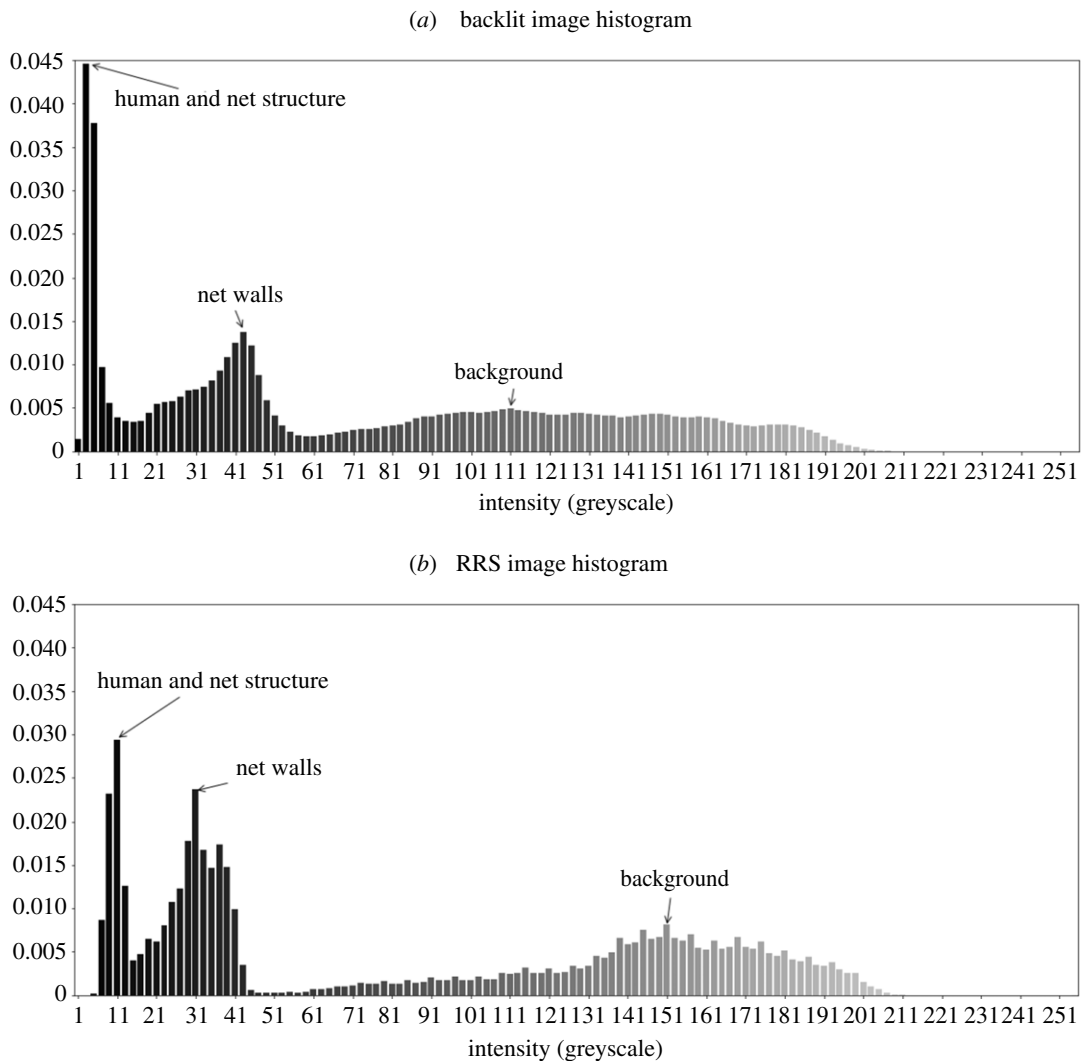 (a) backlit image histogram
0.045
human and net structure
0.040
0.035
0.030
0.025
0.020
net walls
0.015
0.010
background
0.005
0
1 11 21 31 41 51 61 71 81 91 101 111 121 131 141 151 161 171 181 191 201 211 221 231 241 251
intensity (greyscale)
(b) RRS image histogram
0.045
0.040
human and net structure
0.035
0.030
net walls
0.025
0.020
0.015
background
0.010
0.005
0
1 11 21 31 41 51 61 71 81 91 101 111 121 131 141 151 161 171 181 191 201 211 221 231 241 251
intensity (greyscale)